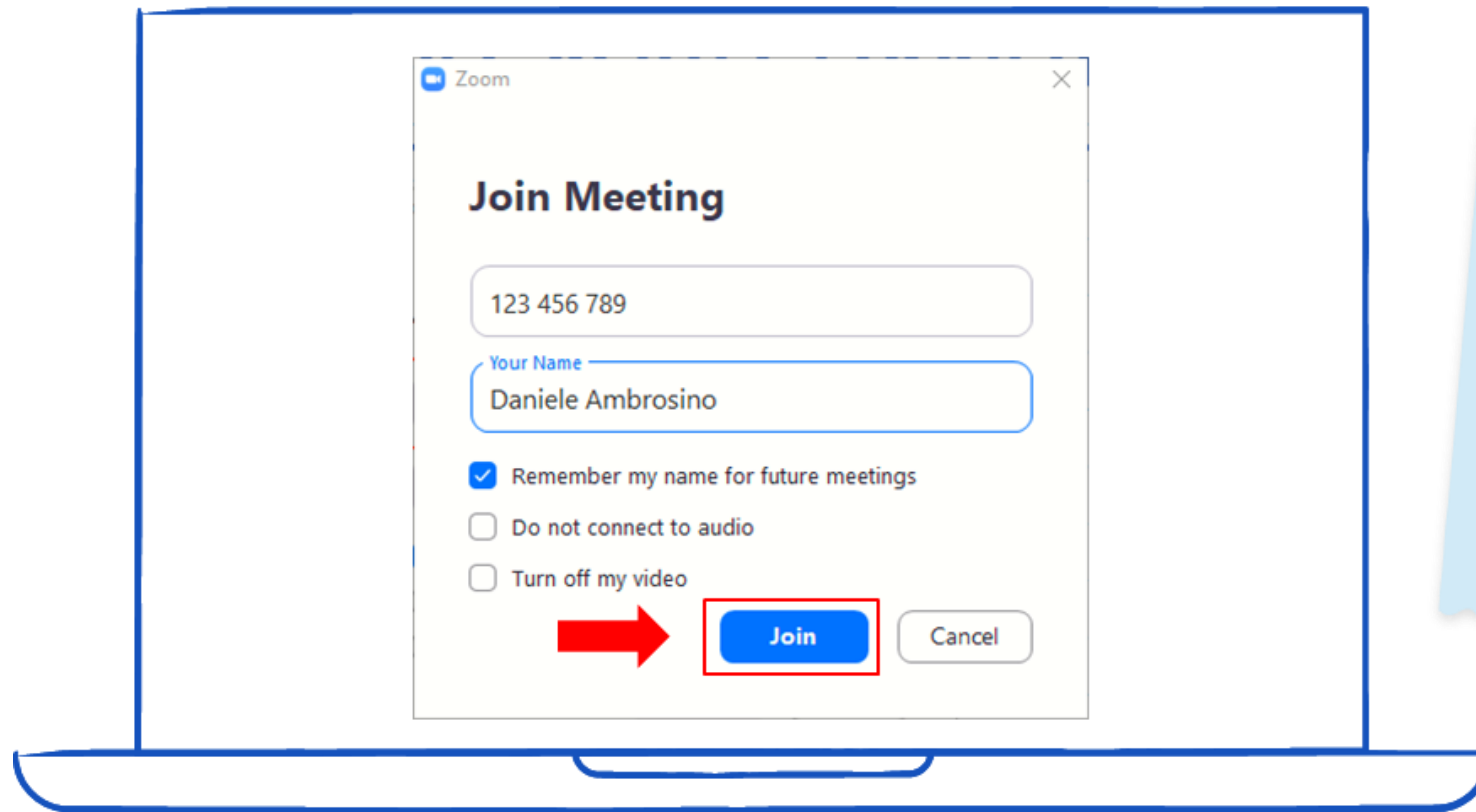 Zoom
Join Meeting
123 456 789
Your Name
Daniele Ambrosino
Remember my name for future meetings
Do not connect to audio
Turn off my video
Join Cancel